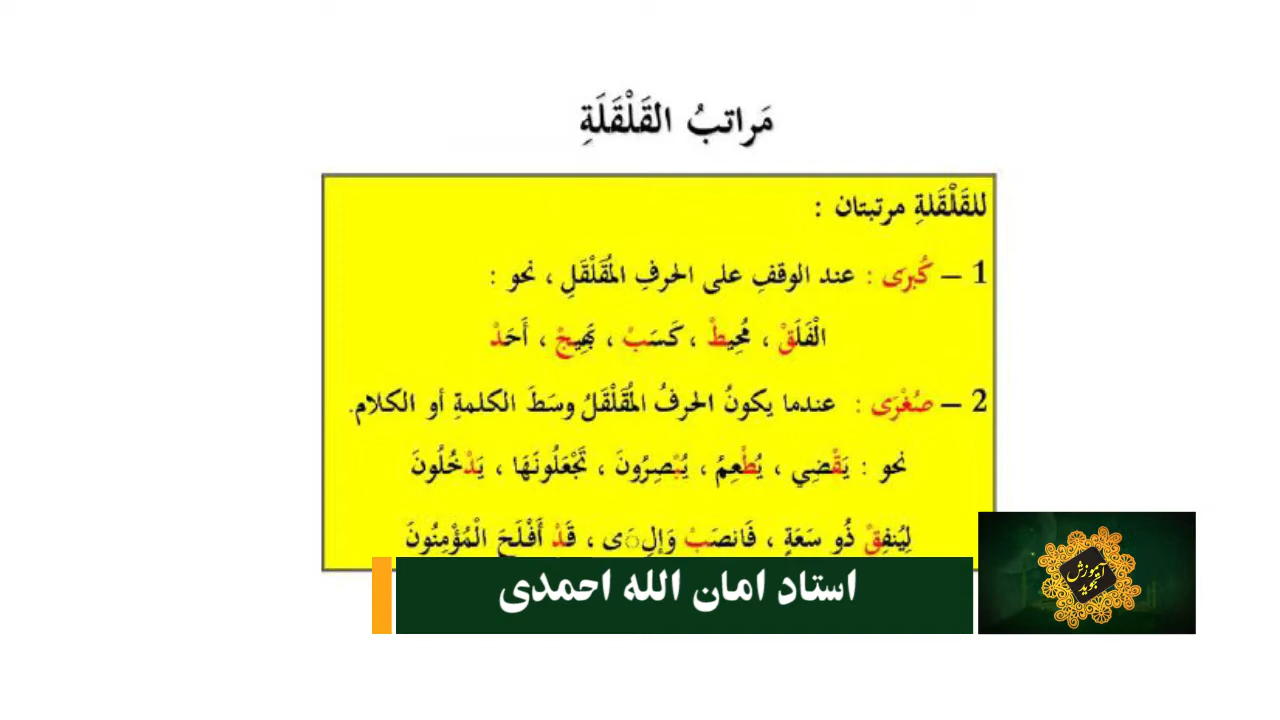 مَراتبُ القَلْقَلَةِ
للقَلْقَلةِ مرتبتان :
1 – كُبرَى : عند الوقفِ على الحرفِ المُقَلْقَلِ ، نحو :
الْفَلَقْ ، مُحِيطْ ، كَسَبْ ، بَهِيجْ ، أَحَدْ
2 – صُغْرَى : عندما يكونُ الحرفُ المُقَلْقَلُ وسَطَ الكلمةِ أو الكلام.
نحو : يَقْضِي ، يُطْعِمُ ، يُبْصِرُونَ ، تَجْعَلُونَهَا ، يَدْخُلُونَ
لِيُنفِقْ ذُو سَعَةٍ ، فَانصَبْ وَإِلَى ، قَدْ أَفْلَحَ الْمُؤْمِنُونَ
استاد امان الله احمدی
آموزش
تجوید